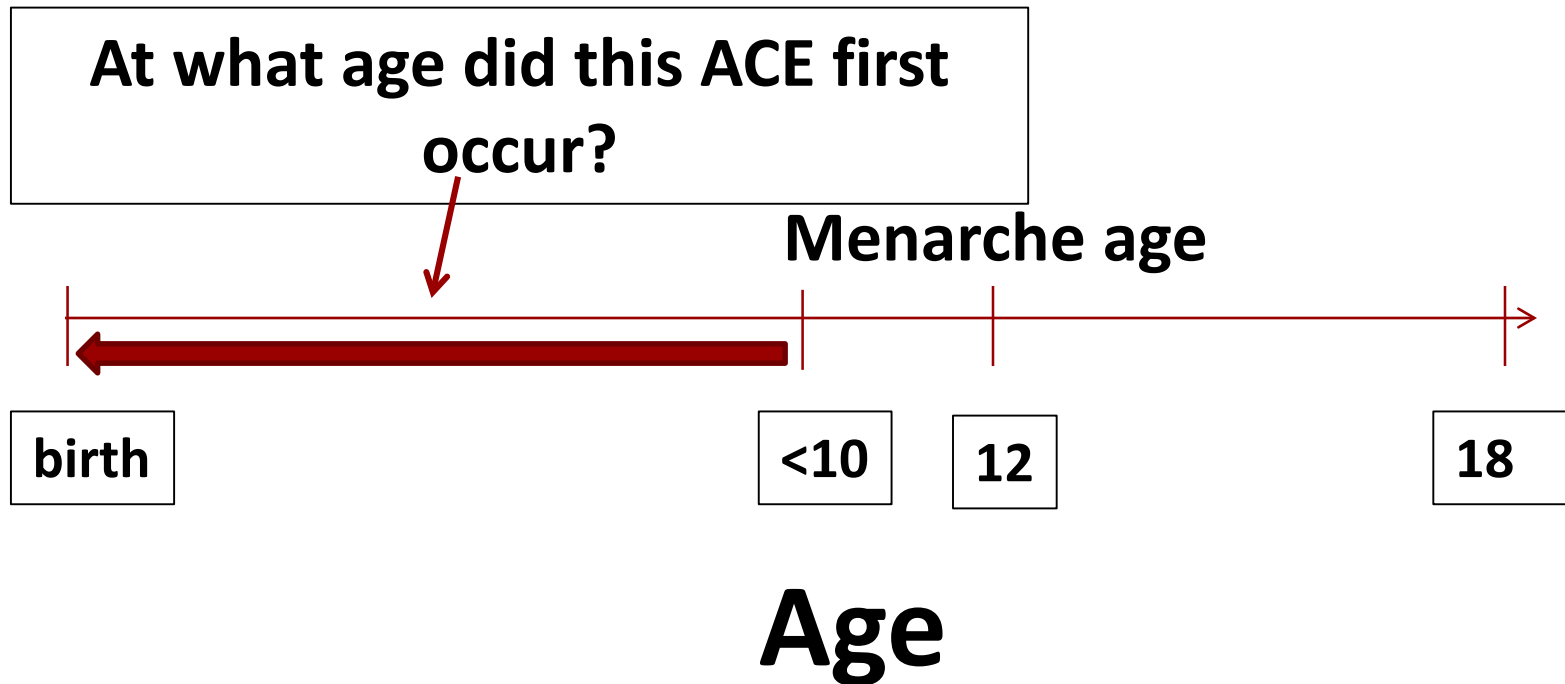 At what age did this ACE first
occur?
Menarche age
birth
<10
12
18
Age